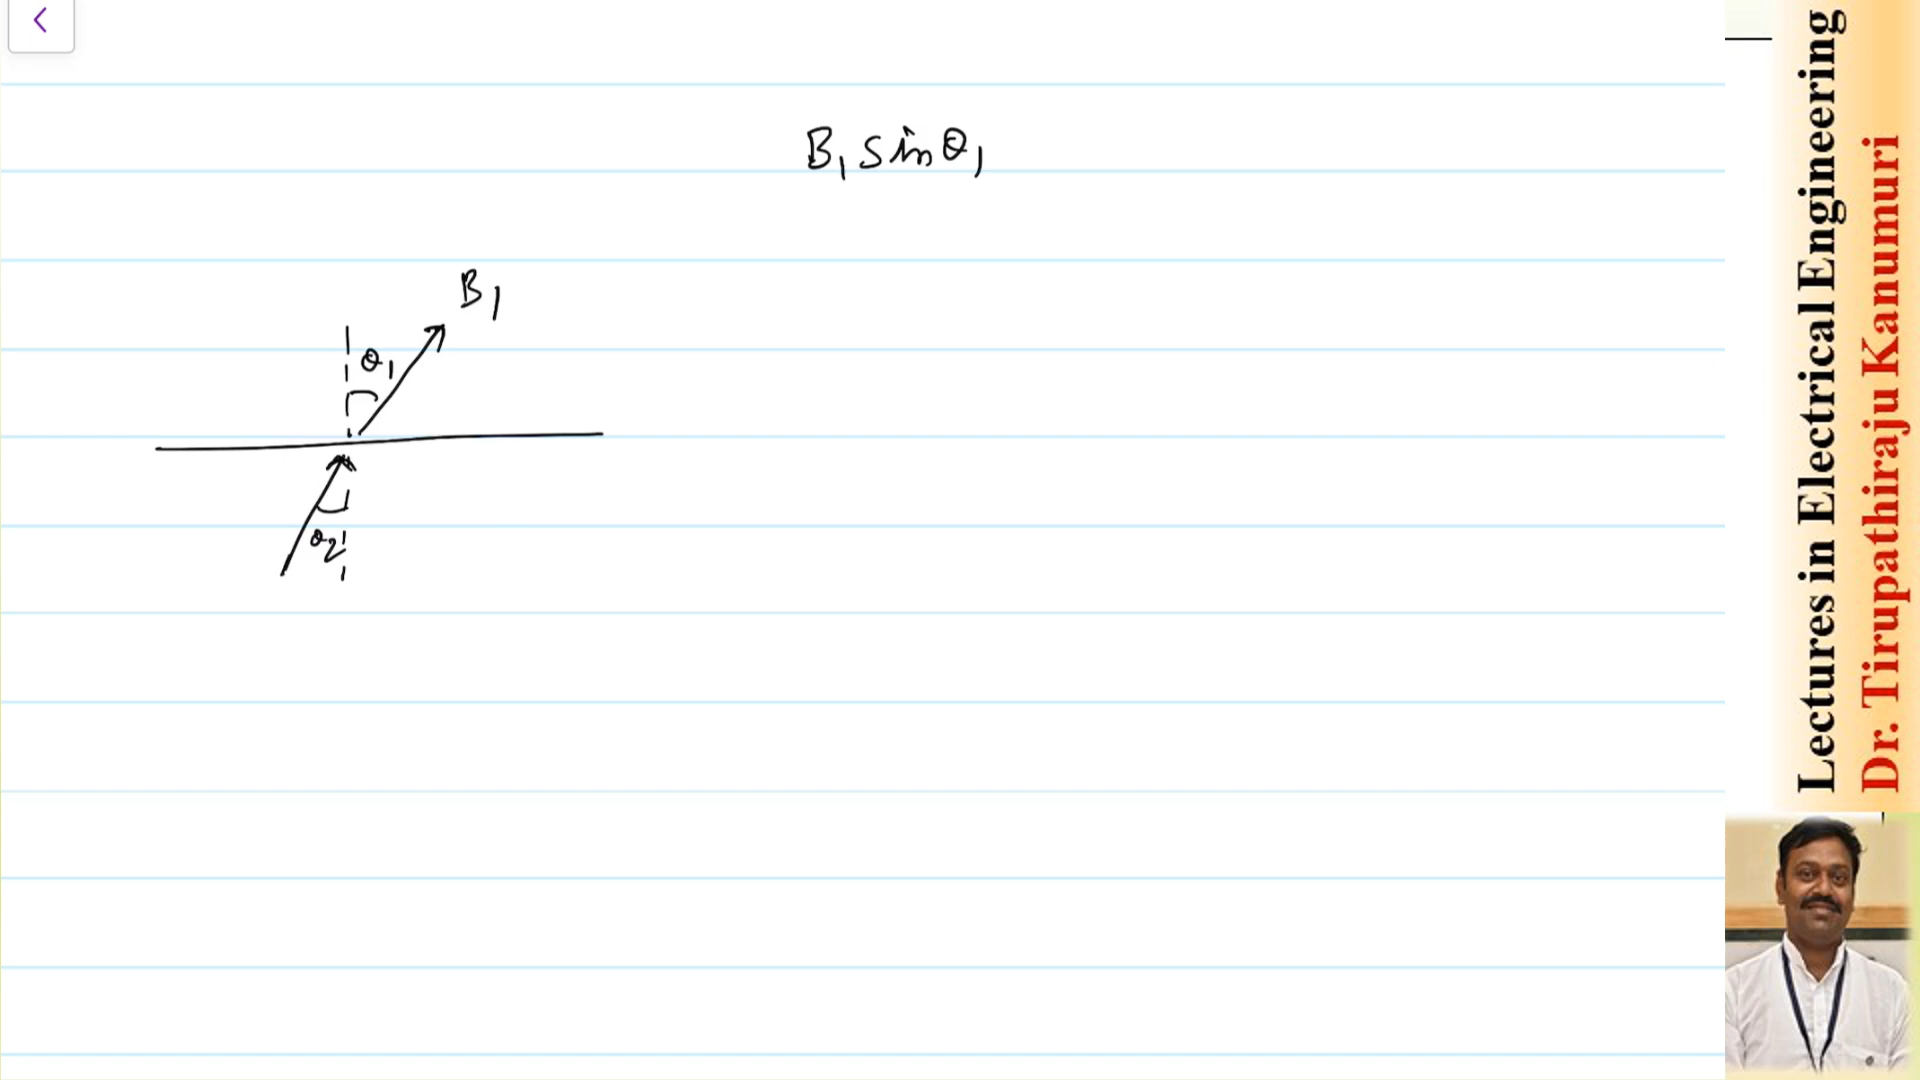 B₁ sinθ₁
B₁
θ₁
θ₂
Lectures in Electrical Engineering
Dr. Tirupathiraju Kanumuri